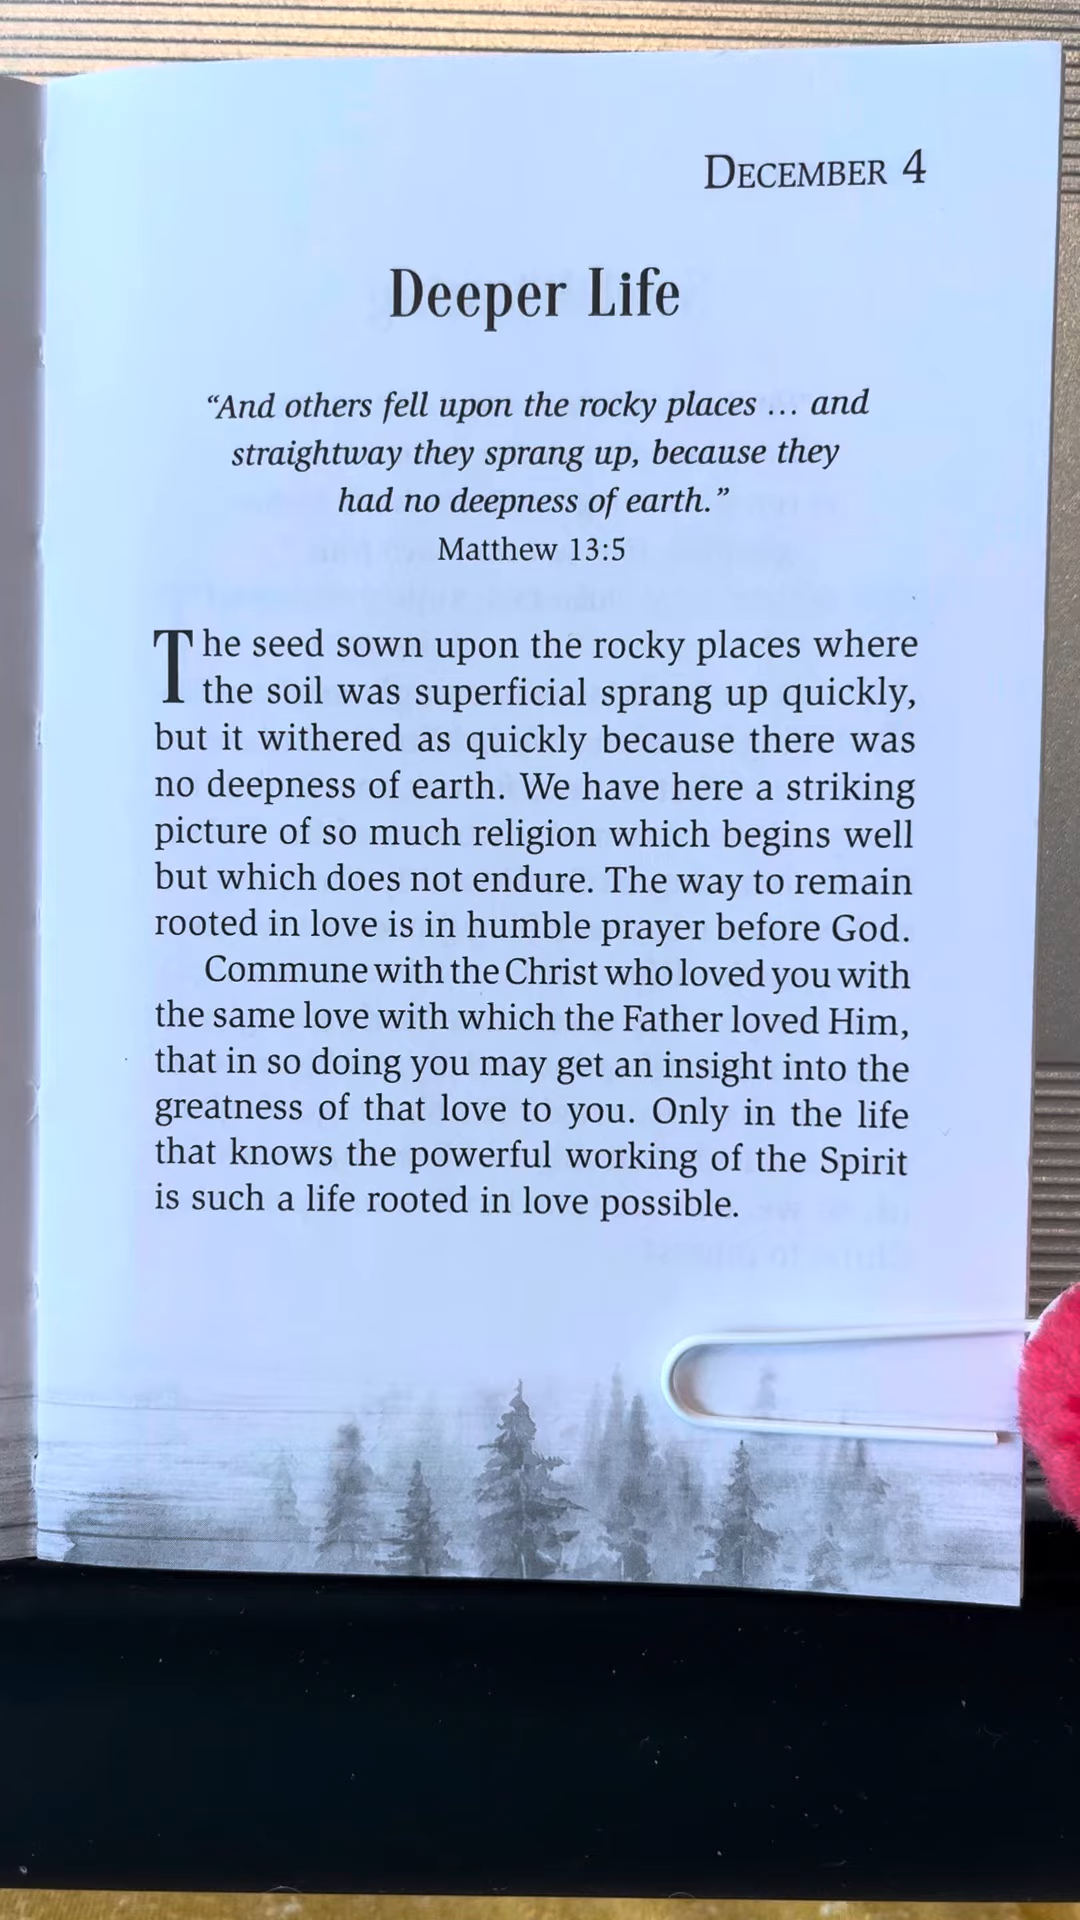 DECEMBER 4
Deeper Life
“And others fell upon the rocky places … and
straightway they sprang up, because they
had no deepness of earth.”
Matthew 13:5
The seed sown upon the rocky places where
the soil was superficial sprang up quickly,
but it withered as quickly because there was
no deepness of earth. We have here a striking
picture of so much religion which begins well
but which does not endure. The way to remain
rooted in love is in humble prayer before God.
Commune with the Christ who loved you with
the same love with which the Father loved Him,
that in so doing you may get an insight into the
greatness of that love to you. Only in the life
that knows the powerful working of the Spirit
is such a life rooted in love possible.